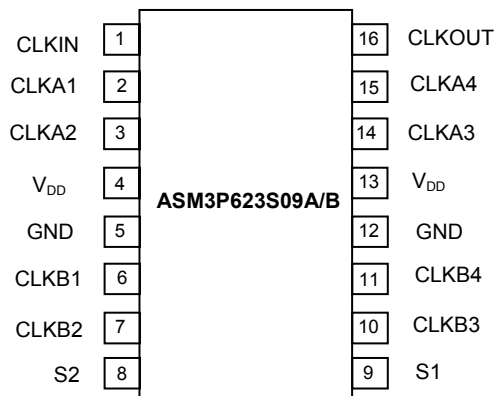 CLKIN 1 16 CLKOUT
CLKA1 2 15 CLKA4
CLKA2 3 14 CLKA3
VDD 4 13 VDD
ASM3P623S09A/B
GND 5 12 GND
CLKB1 6 11 CLKB4
CLKB2 7 10 CLKB3
S2 8 9 S1